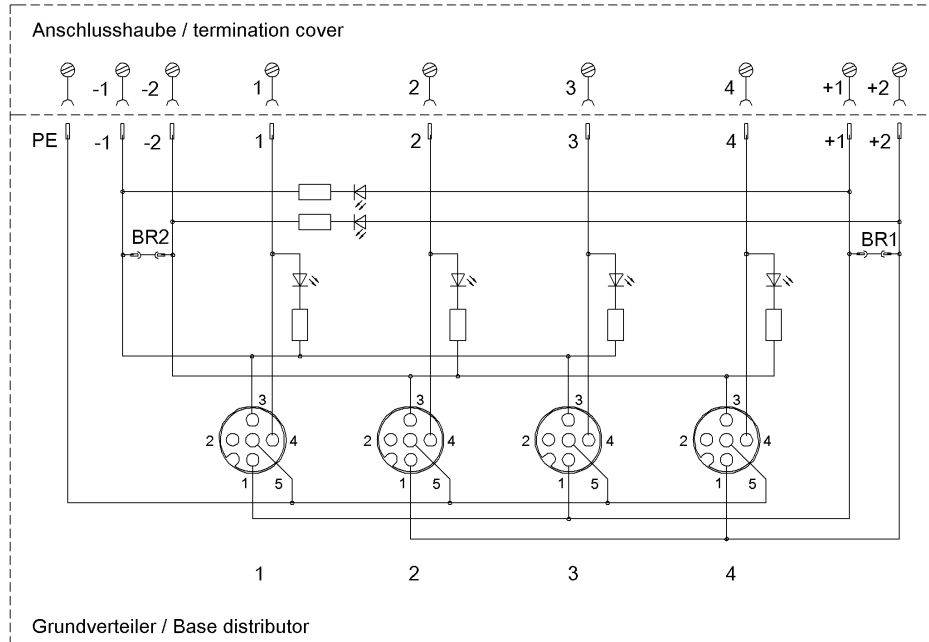 Anschlusshaube / termination cover
-1 -2 1 2 3 4 +1 +2
PE -1 -2 1 2 3 4 +1 +2
BR2 BR1
3 3 3 3
2 4 2 4 2 4 2 4
1 5 1 5 1 5 1 5
1 2 3 4
Grundverteiler / Base distributor